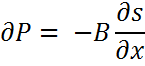 ∂P = −B ∂s/∂x